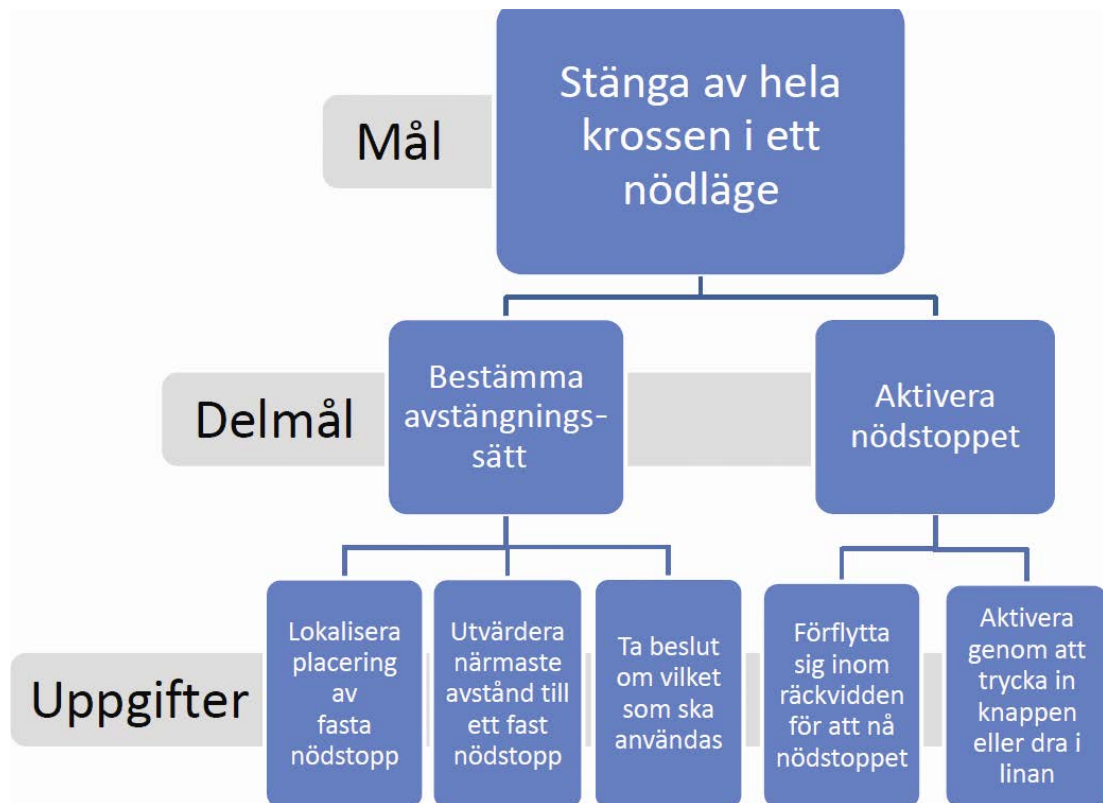 Mål
Stänga av hela
krossen i ett
nödläge
Delmål
Bestämma
avstängnings-
sätt
Aktivera
nödstoppet
Uppgifter
Lokalisera
placering
av
fasta
nödstopp
Utvärdera
närmaste
avstånd till
ett fast
nödstopp
Ta beslut
om vilket
som ska
användas
Förflytta
sig inom
räckvidden
för att nå
nödstoppet
Aktivera
genom att
trycka in
knappen
eller dra i
linan